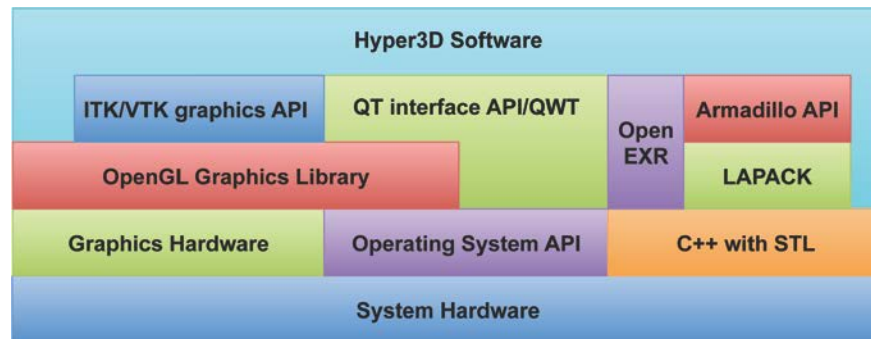 Hyper3D Software
ITK/VTK graphics API
QT interface API/QWT
Open
EXR
Armadillo API
OpenGL Graphics Library
LAPACK
Graphics Hardware
Operating System API
C++ with STL
System Hardware